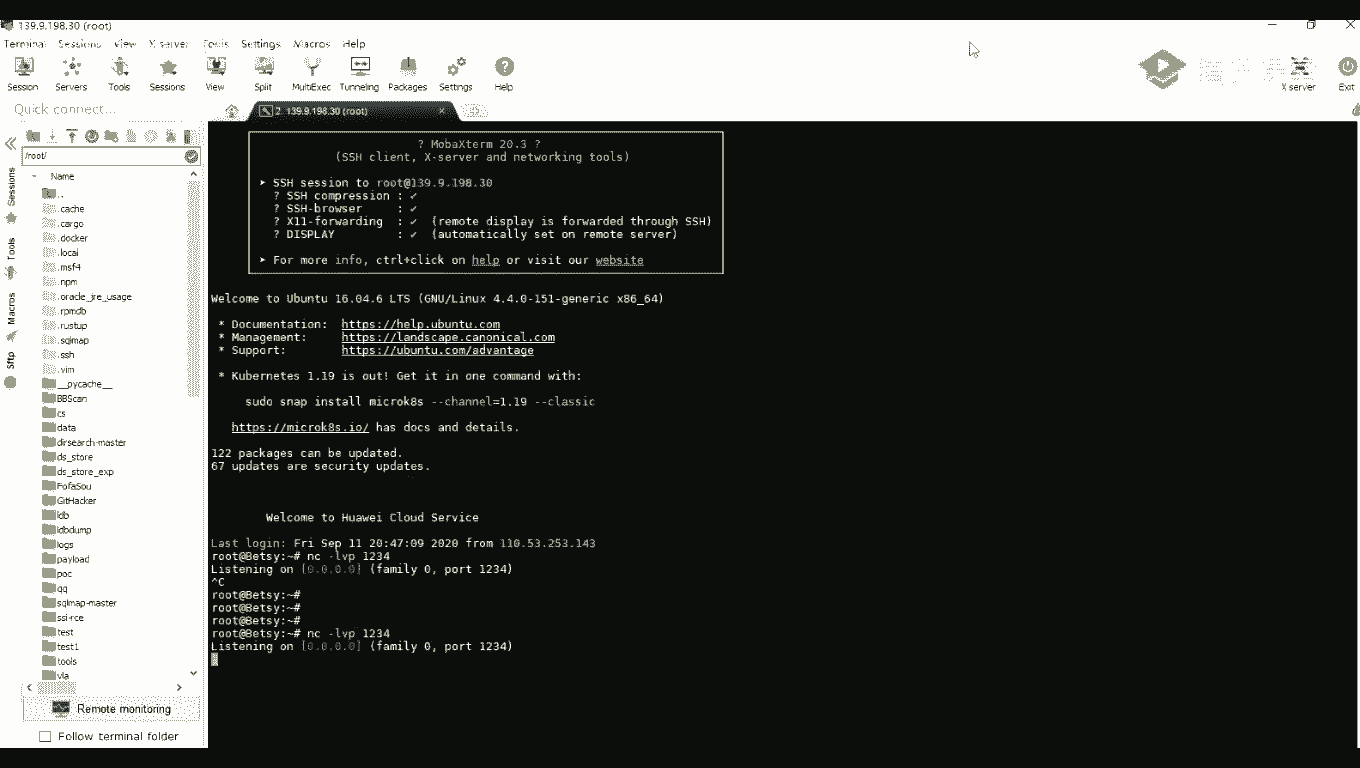 139.9.198.30 (root)
Terminal Sessions View X server Tools Settings Macros Help
Session Servers Tools Sessions View Split MultiExec Tunneling Packages Settings Help X server Exit
Quick connect...
2. 139.9.198.30 (root)
/root/
Name
..
.cache
.cargo
.docker
.local
.msf4
.npm
.oracle_jre_usage
.rpmdb
.rustup
.sqlmap
.ssh
.vim
__pycache__
BBScan
cs
data
dirsearch-master
ds_store
ds_store_exp
FofaSou
GitHacker
ldb
ldbdump
logs
payload
poc
qq
sqlmap-master
ssi-rce
test
test1
tools
Sessions
Tools
Macros
Sftp
Remote monitoring
Follow terminal folder
? MobaXterm 20.3 ?
(SSH client, X-server and networking tools)
➤ SSH session to root@139.9.198.30
? SSH compression : ✔
? SSH-browser : ✔
? X11-forwarding : ✔ (remote display is forwarded through SSH)
? DISPLAY : ✔ (automatically set on remote server)
➤ For more info, ctrl+click on help or visit our website
Welcome to Ubuntu 16.04.6 LTS (GNU/Linux 4.4.0-151-generic x86_64)
* Documentation: https://help.ubuntu.com
* Management: https://landscape.canonical.com
* Support: https://ubuntu.com/advantage
* Kubernetes 1.19 is out! Get it in one command with:
sudo snap install microk8s --channel=1.19 --classic
https://microk8s.io/ has docs and details.
122 packages can be updated.
67 updates are security updates.
Welcome to Huawei Cloud Service
Last login: Fri Sep 11 20:47:09 2020 from 110.53.253.143
root@Betsy:~# nc -lvp 1234
Listening on [0.0.0.0] (family 0, port 1234)
^C
root@Betsy:~#
root@Betsy:~#
root@Betsy:~#
root@Betsy:~# nc -lvp 1234
Listening on [0.0.0.0] (family 0, port 1234)